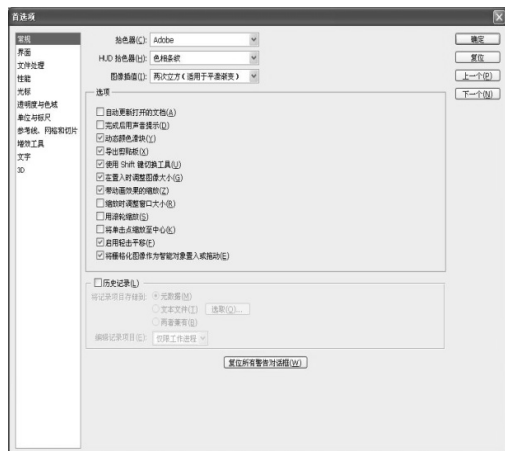 首选项
常规
界面
文件处理
性能
光标
透明度与色域
单位与标尺
参考线、网格和切片
增效工具
文字
3D
拾色器(C): Adobe
HUD 拾色器(H): 色相条纹
图像插值(I): 两次立方(适用于平滑渐变)
选项
自动更新打开的文档(A)
完成后用声音提示(D)
动态颜色滑块(Y)
导出剪贴板(X)
使用 Shift 键切换工具(U)
在置入时调整图像大小(G)
带动画效果的缩放(Z)
缩放时调整窗口大小(R)
用滚轮缩放(S)
将单击点缩放至中心(K)
启用轻击平移(F)
将栅格化图像作为智能对象置入或拖动(E)
历史记录(L)
将记录项目存储到: 元数据(M)
文本文件(T) 选取(O)...
两者兼有(B)
编辑记录项目(E): 仅限工作进程
复位所有警告对话框(W)
确定
复位
上一个(P)
下一个(N)